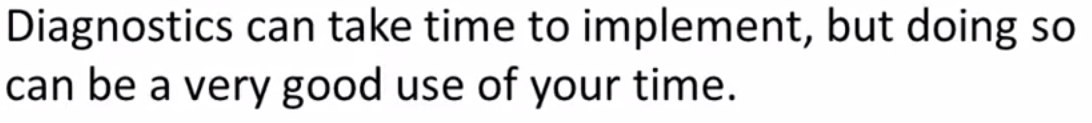 Diagnostics can take time to implement, but doing so
can be a very good use of your time.